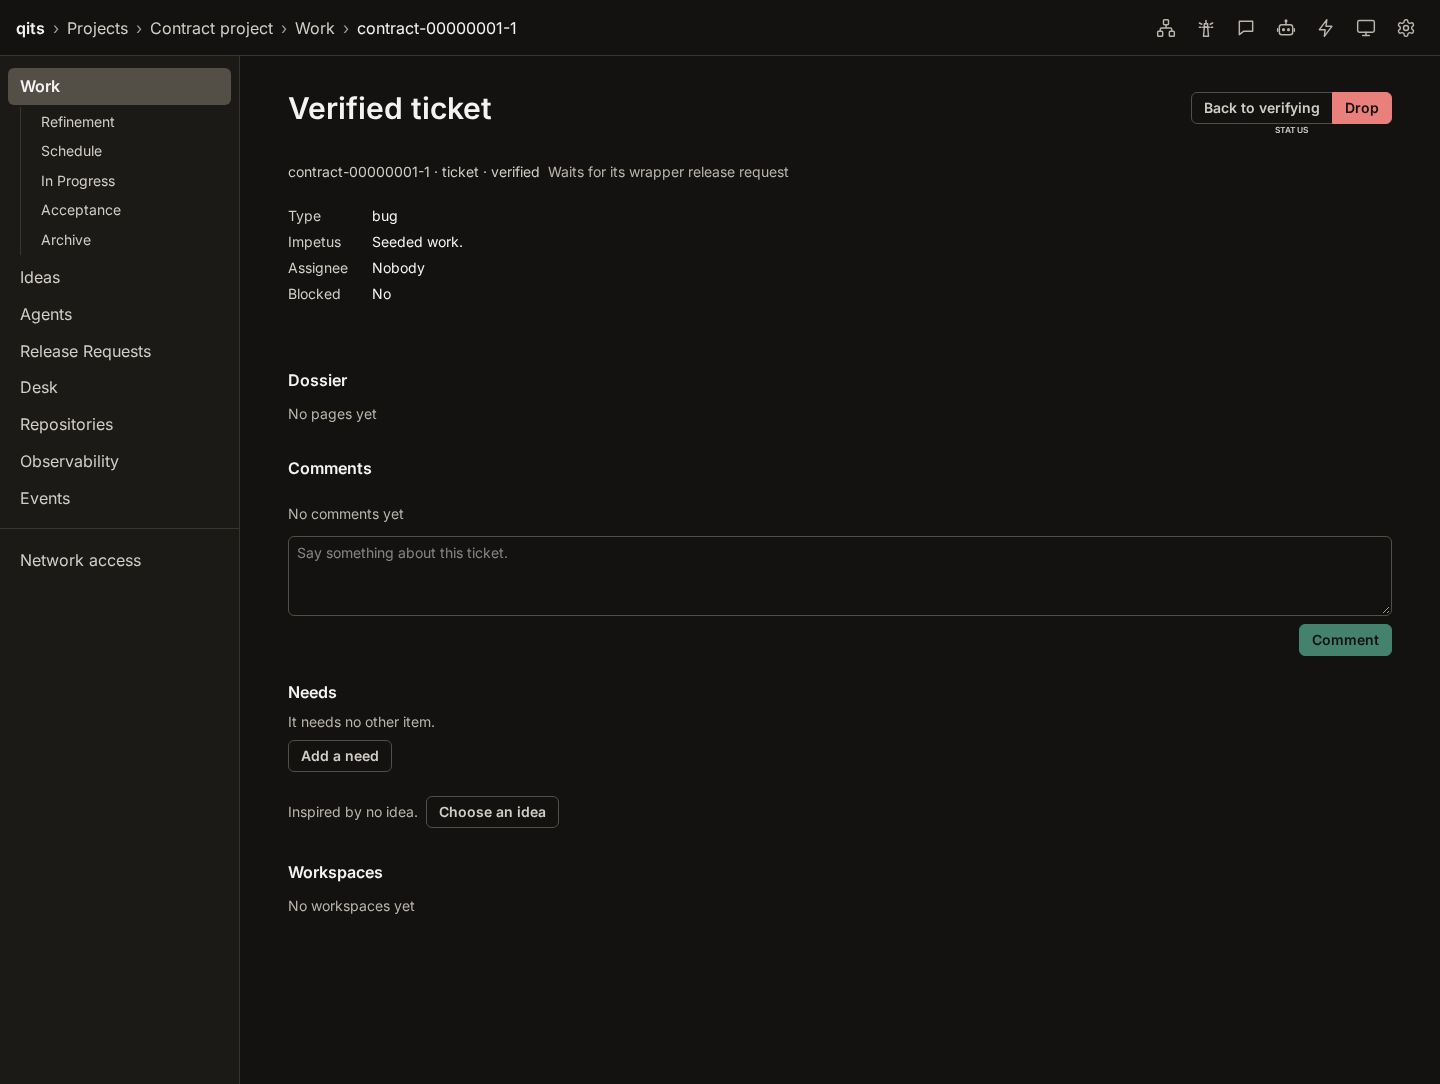 qits › Projects › Contract project › Work › contract-00000001-1
Work
Refinement
Schedule
In Progress
Acceptance
Archive
Ideas
Agents
Release Requests
Desk
Repositories
Observability
Events
Network access
Verified ticket
Back to verifying
Drop
STATUS
contract-00000001-1 · ticket · verified Waits for its wrapper release request
Type bug
Impetus Seeded work.
Assignee Nobody
Blocked No
Dossier
No pages yet
Comments
No comments yet
Say something about this ticket.
Comment
Needs
It needs no other item.
Add a need
Inspired by no idea. Choose an idea
Workspaces
No workspaces yet